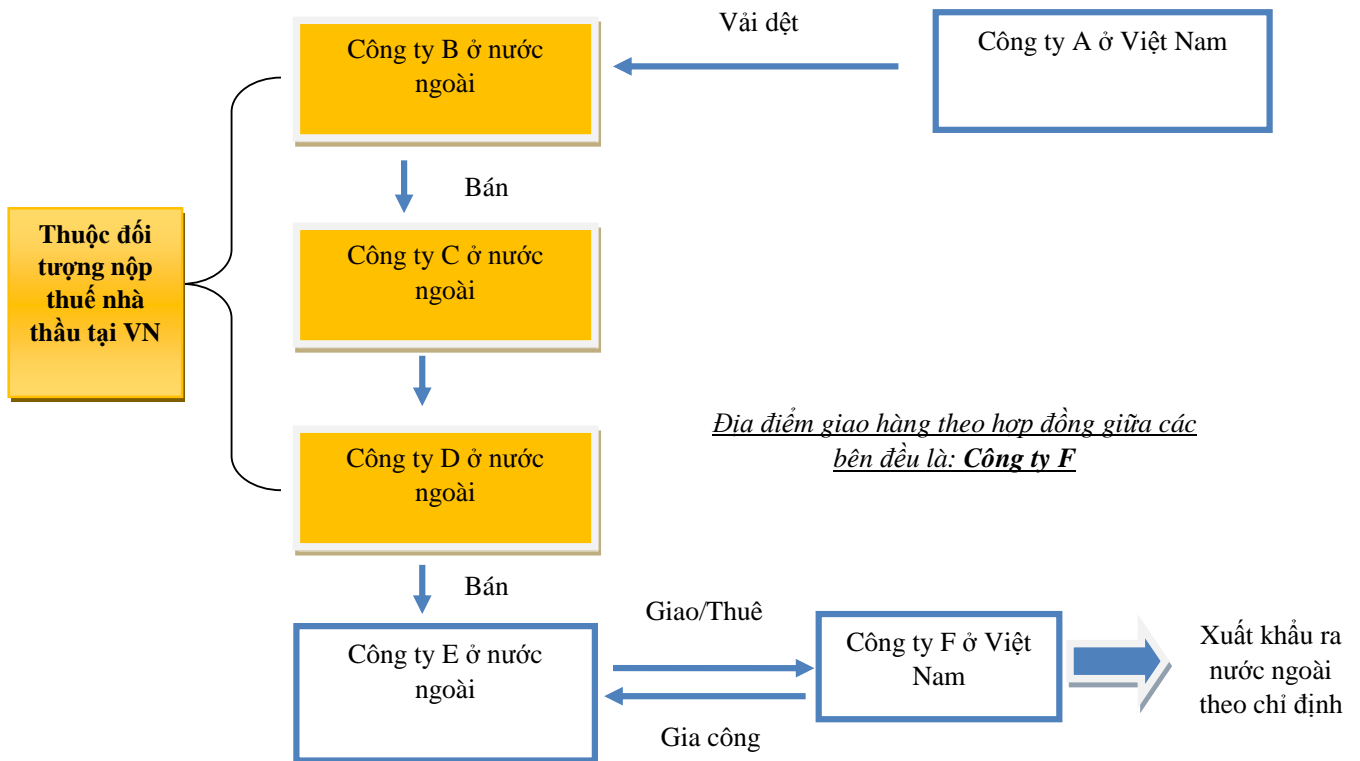 Vải dệt
Công ty B ở nước
ngoài
Công ty A ở Việt Nam
Bán
Thuộc đối
tượng nộp
thuế nhà
thầu tại VN
Công ty C ở nước
ngoài
Địa điểm giao hàng theo hợp đồng giữa các
bên đều là: Công ty F
Công ty D ở nước
ngoài
Bán
Giao/Thuê
Công ty E ở nước
ngoài
Công ty F ở Việt
Nam
Xuất khẩu ra
nước ngoài
theo chỉ định
Gia công